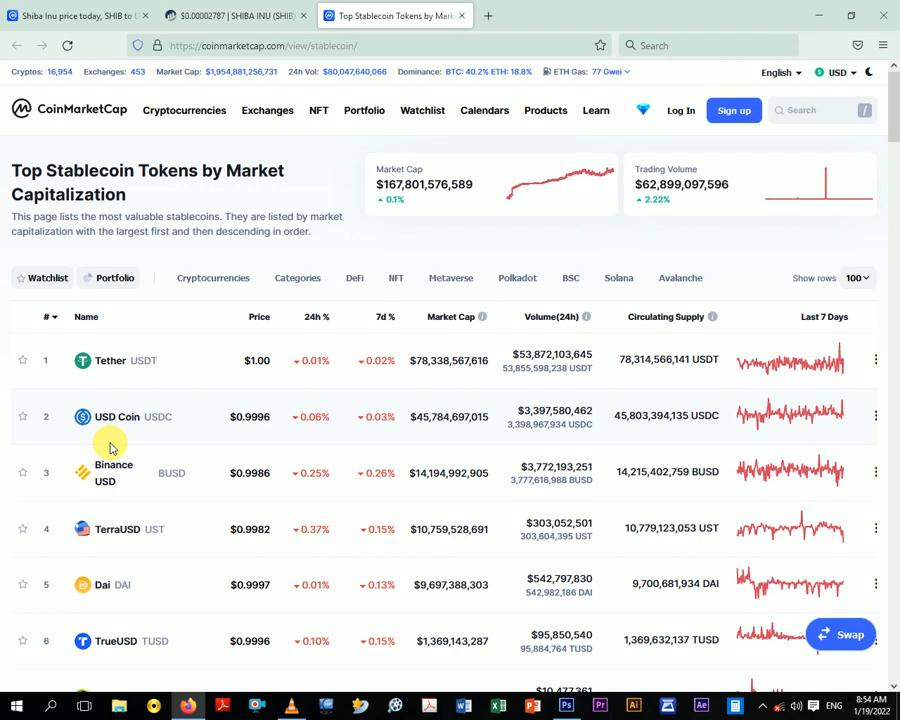 Shiba Inu price today, SHIB to U
$0.00002787 | SHIBA INU (SHIB)
Top Stablecoin Tokens by Mark
https://coinmarketcap.com/view/stablecoin/
Search
Cryptos: 16,954 Exchanges: 453 Market Cap: $1,954,881,256,731 24h Vol: $80,047,640,066 Dominance: BTC: 40.2% ETH: 18.8% ETH Gas: 77 Gwei
English USD
CoinMarketCap Cryptocurrencies Exchanges NFT Portfolio Watchlist Calendars Products Learn Log In Sign up Search /
Top Stablecoin Tokens by Market
Capitalization
This page lists the most valuable stablecoins. They are listed by market
capitalization with the largest first and then descending in order.
Market Cap
$167,801,576,589
0.1%
Trading Volume
$62,899,097,596
2.22%
Watchlist Portfolio Cryptocurrencies Categories DeFi NFT Metaverse Polkadot BSC Solana Avalanche Show rows 100
# Name Price 24h % 7d % Market Cap Volume(24h) Circulating Supply Last 7 Days
1 Tether USDT $1.00 0.01% 0.02% $78,338,567,616 $53,872,103,645 78,314,566,141 USDT
53,855,598,238 USDT
2 USD Coin USDC $0.9996 0.06% 0.03% $45,784,697,015 $3,397,580,462 45,803,394,135 USDC
3,398,967,934 USDC
3 Binance USD BUSD $0.9986 0.25% 0.26% $14,194,992,905 $3,772,193,251 14,215,402,759 BUSD
3,777,616,988 BUSD
4 TerraUSD UST $0.9982 0.37% 0.15% $10,759,528,691 $303,052,501 10,779,123,053 UST
303,604,395 UST
5 Dai DAI $0.9997 0.01% 0.13% $9,697,388,303 $542,797,830 9,700,681,934 DAI
542,982,186 DAI
6 TrueUSD TUSD $0.9996 0.10% 0.15% $1,369,143,287 $95,850,540 1,369,632,137 TUSD
95,884,764 TUSD
Swap
ENG
8:54 AM
1/19/2022